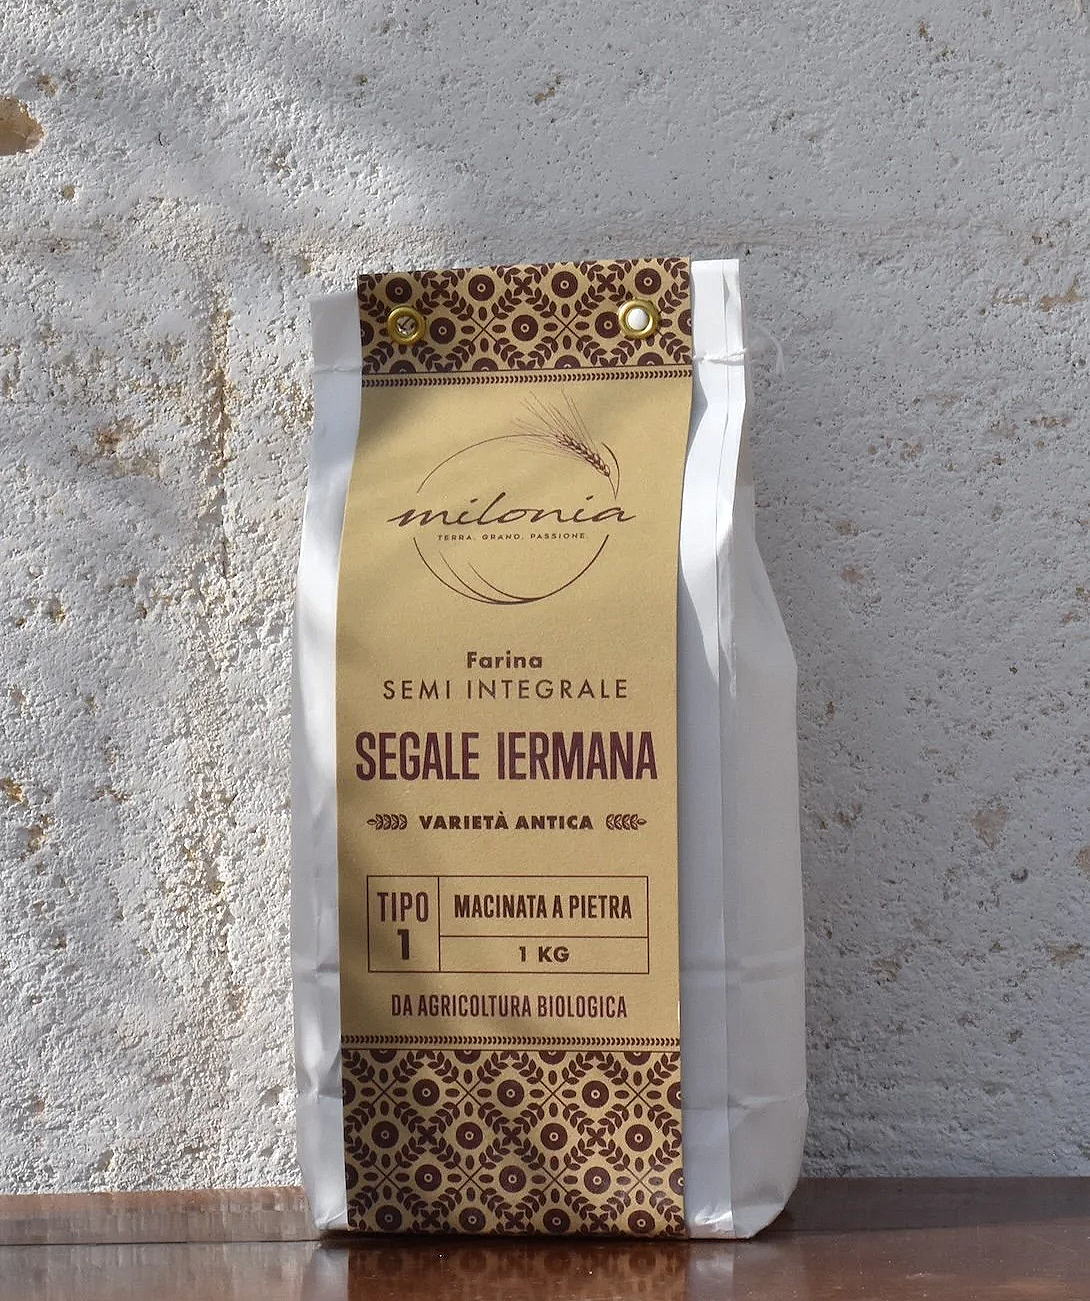 milonia
TERRA. GRANO. PASSIONE.
Farina
SEMI INTEGRALE
SEGALE IERMANA
VARIETÀ ANTICA
TIPO
1
MACINATA A PIETRA
1 KG
DA AGRICOLTURA BIOLOGICA